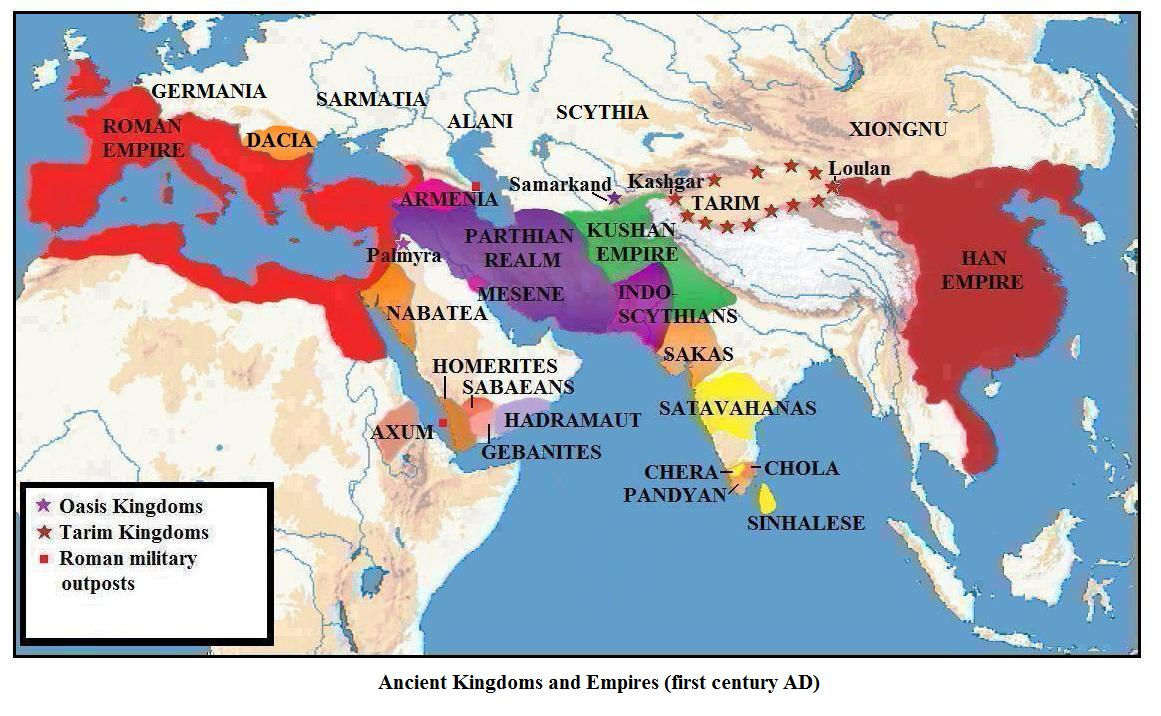 GERMANIA
SARMATIA
ALANI
SCYTHIA
XIONGNU
ROMAN
EMPIRE
DACIA
ARMENIA
Samarkand
Kashgar
Loulan
TARIM
Palmyra
PARTHIAN
REALM
KUSHAN
EMPIRE
HAN
EMPIRE
MESENE
INDO-
SCYTHIANS
NABATEA
SAKAS
HOMERITES
SABAEANS
SATAVAHANAS
AXUM
HADRAMAUT
GEBANITES
CHERA
CHOLA
PANDYAN
SINHALESE
Oasis Kingdoms
Tarim Kingdoms
Roman military
outposts
Ancient Kingdoms and Empires (first century AD)